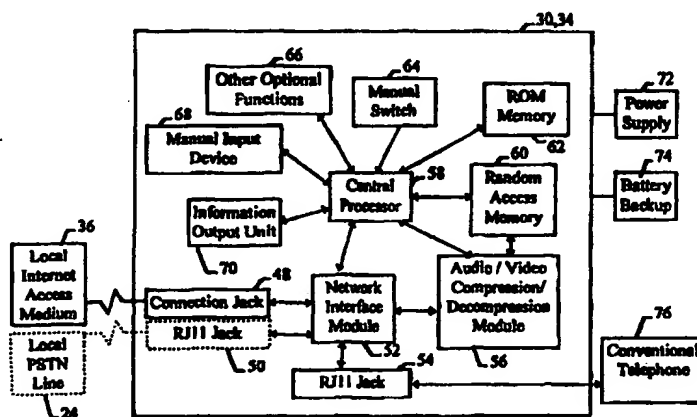 30,34
66
Other Optional
Functions
64
Manual
Switch
ROM
Memory
62
72
Power
Supply
68
Manual Input
Device
60
Random
Access
Memory
74
Battery
Backup
58
Central
Processor
Information
Output Unit
70
36
Local
Internet
Access
Medium
48
Connection Jack
RJ11 Jack
50
Network
Interface
Module
52
Audio / Video
Compression/
Decompression
Module
56
76
Conventional
Telephone
Local
PSTN
Line
24
54
RJ11 Jack